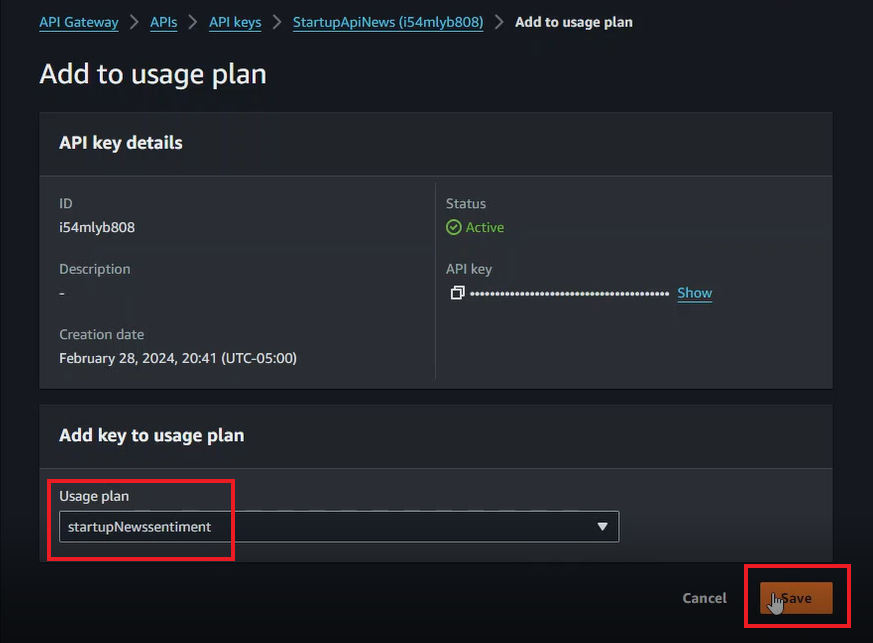 API Gateway > APIs > API keys > StartupApiNews (i54mlyb808) > Add to usage plan
Add to usage plan
API key details
ID
i54mlyb808
Status
Active
Description
-
API key
••••••••••••••••••••••••••••••••••••••••
Show
Creation date
February 28, 2024, 20:41 (UTC-05:00)
Add key to usage plan
Usage plan
startupNewssentiment
Cancel
Save